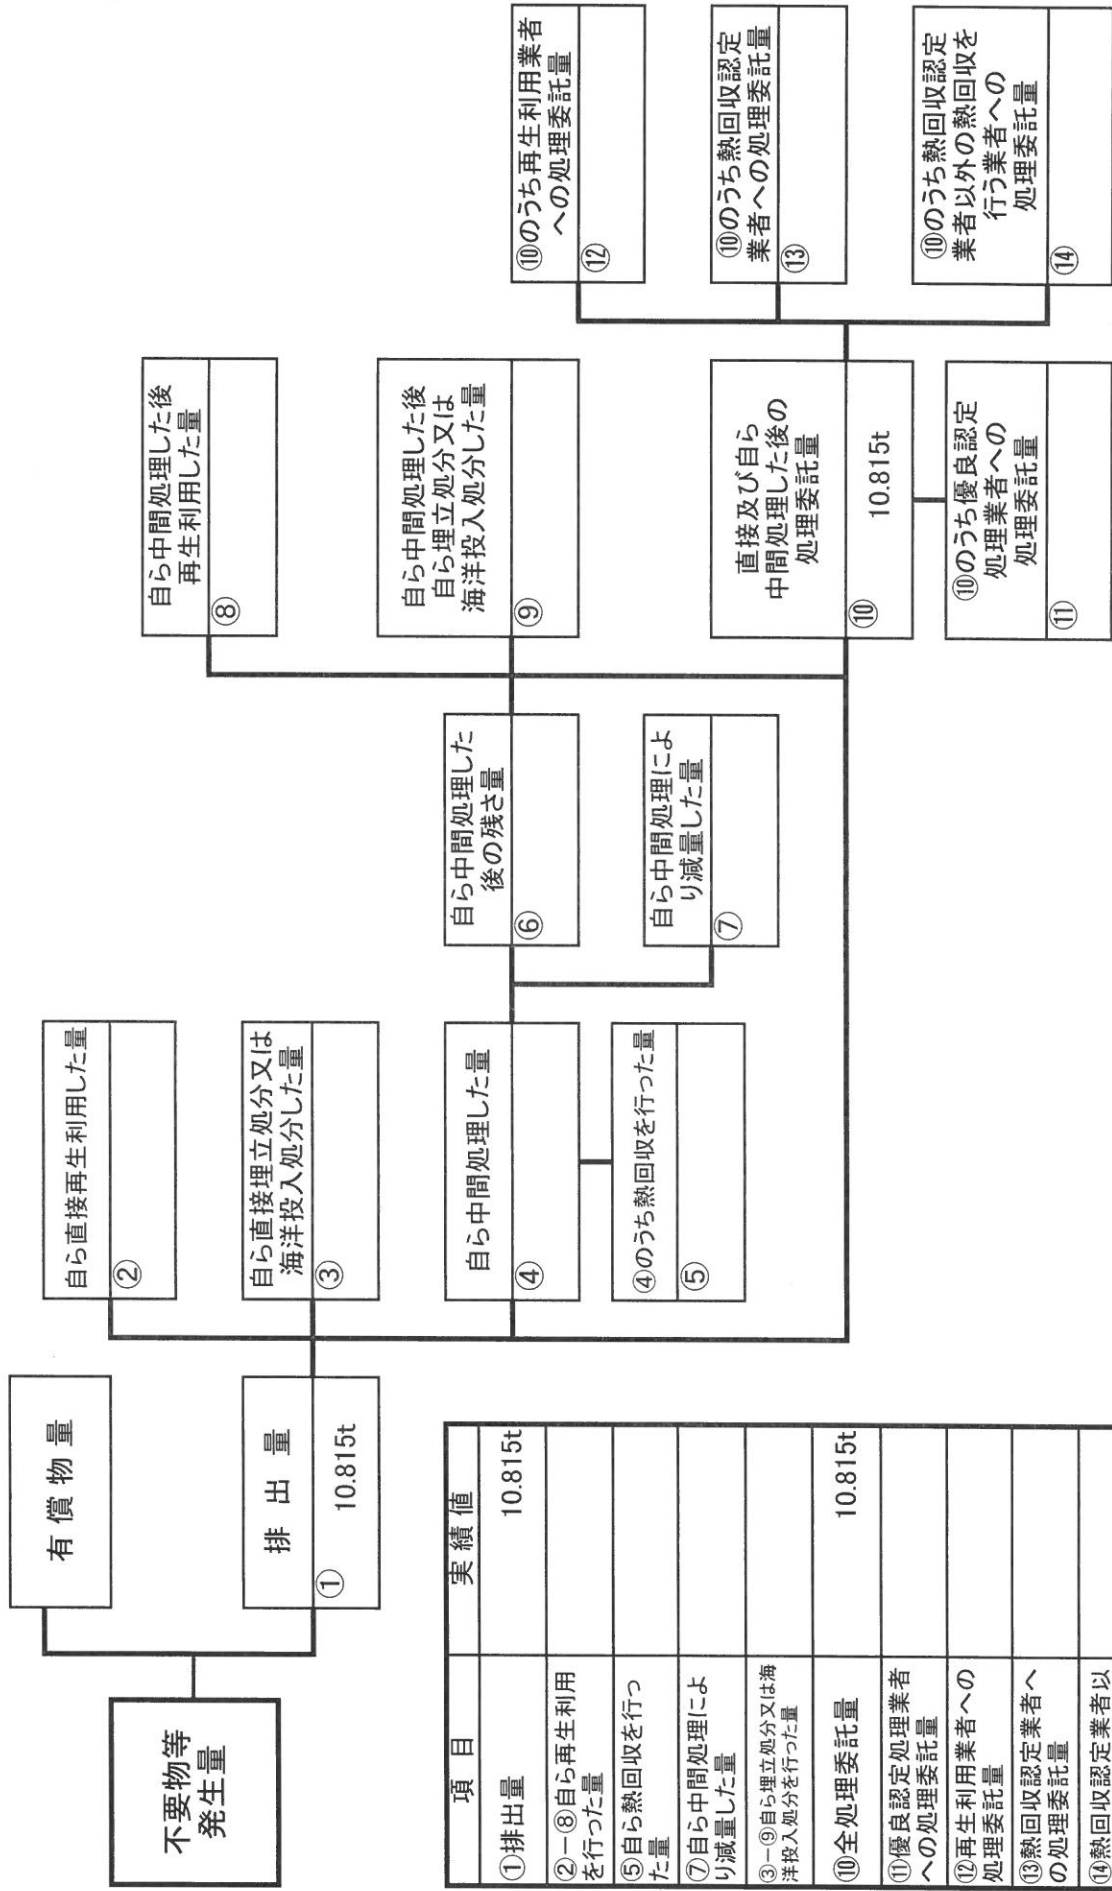 不要物等
発生量
有償物量
排出量
①
10.815t
自ら直接再生利用した量
②
自ら直接埋立処分又は
海洋投入処分した量
③
自ら中間処理した量
④
④のうち熱回収を行った量
⑤
自ら中間処理した
後の残さ量
⑥
自ら中間処理によ
り減量した量
⑦
自ら中間処理した後
再生利用した量
⑧
自ら中間処理した後
自ら埋立処分又は
海洋投入処分した量
⑨
直接及び自ら
中間処理した後の
処理委託量
⑩
10.815t
⑩のうち優良認定
処理業者への
処理委託量
⑪
⑩のうち再生利用業者
への処理委託量
⑫
⑩のうち熱回収認定
業者への処理委託量
⑬
⑩のうち熱回収認定
業者以外の熱回収を
行う業者への
処理委託量
⑭
項目 実績値
①排出量 10.815t
②ー⑧自ら再生利用
を行った量
⑤自ら熱回収を行っ
た量
⑦自ら中間処理によ
り減量した量
③ー⑨自ら埋立処分又は海
洋投入処分を行った量
⑩全処理委託量 10.815t
⑪優良認定処理業者
への処理委託量
⑫再生利用業者への
処理委託量
⑬熱回収認定業者へ
の処理委託量
⑭熱回収認定業者以